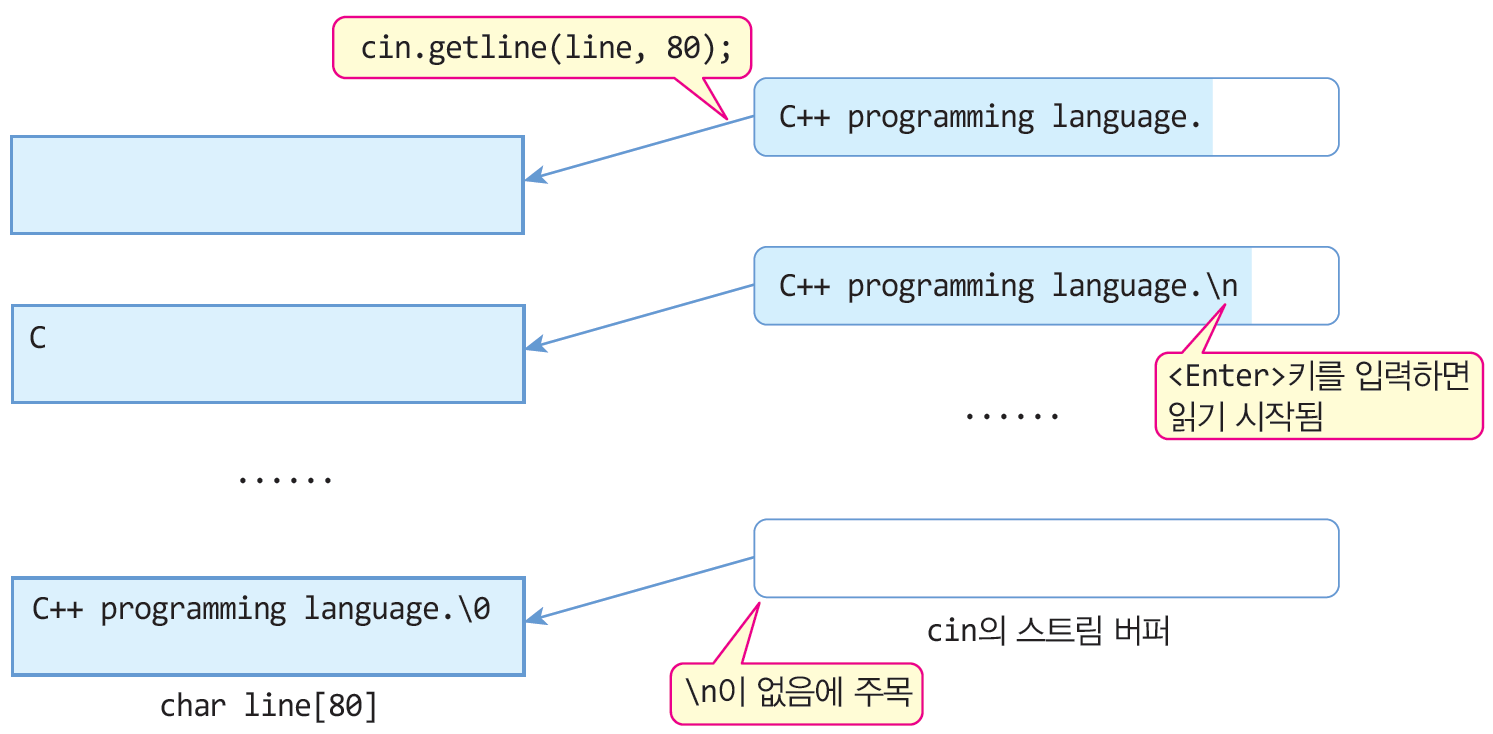 cin.getline(line, 80);
C++ programming language.
C++ programming language.\n
C
<Enter>키를 입력하면
읽기 시작됨
......
......
C++ programming language.\0
cin의 스트림 버퍼
\n이 없음에 주목
char line[80]